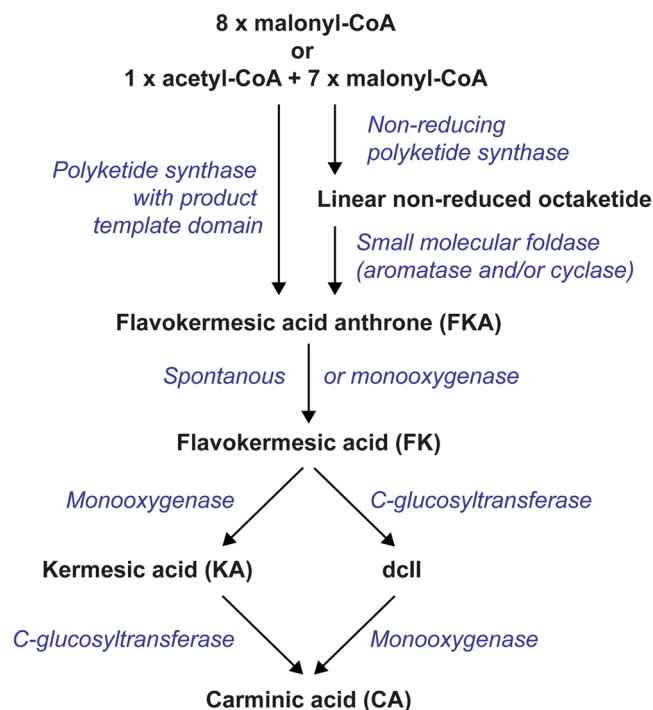 8 x malonyl-CoA
or
1 x acetyl-CoA + 7 x malonyl-CoA
Non-reducing
polyketide synthase
Polyketide synthase
with product
template domain
Linear non-reduced octaketide
Small molecular foldase
(aromatase and/or cyclase)
Flavokermesic acid anthrone (FKA)
Spontanous or monooxygenase
Flavokermesic acid (FK)
Monooxygenase C-glucosyltransferase
Kermesic acid (KA) dcII
C-glucosyltransferase Monooxygenase
Carminic acid (CA)